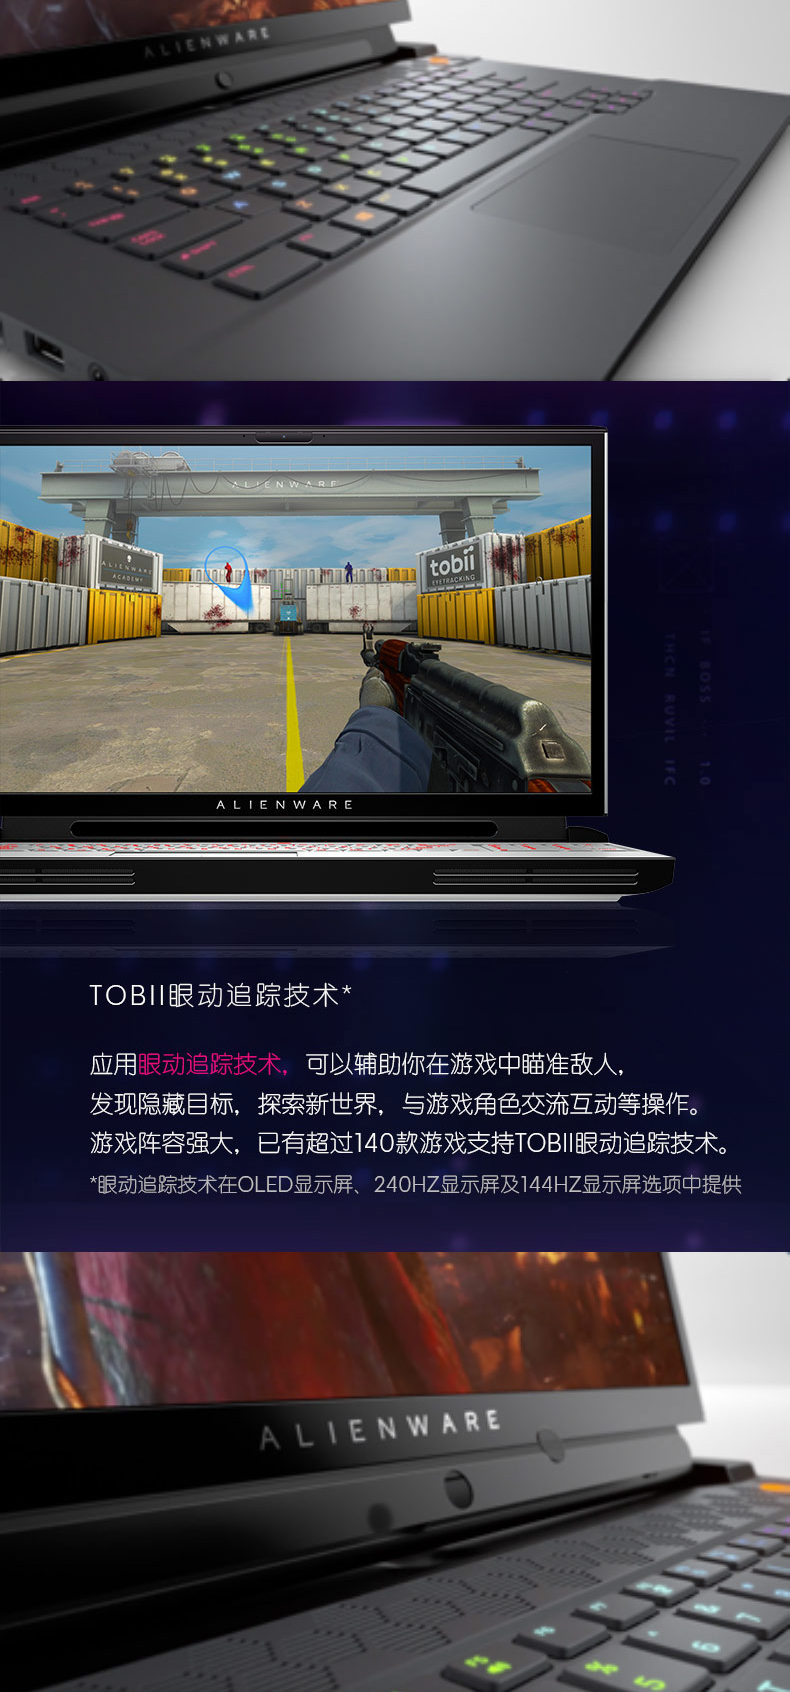 ALIENWARE
ALIENWARE
ALIENWARE
ACADEMY
tobii
EYETRACKING
ALIENWARE
TOBII眼动追踪技术*
应用眼动追踪技术，可以辅助你在游戏中瞄准敌人，
发现隐藏目标，探索新世界，与游戏角色交流互动等操作。
游戏阵容强大，已有超过140款游戏支持TOBII眼动追踪技术。
*眼动追踪技术在OLED显示屏、240HZ显示屏及144HZ显示屏选项中提供
ALIENWARE